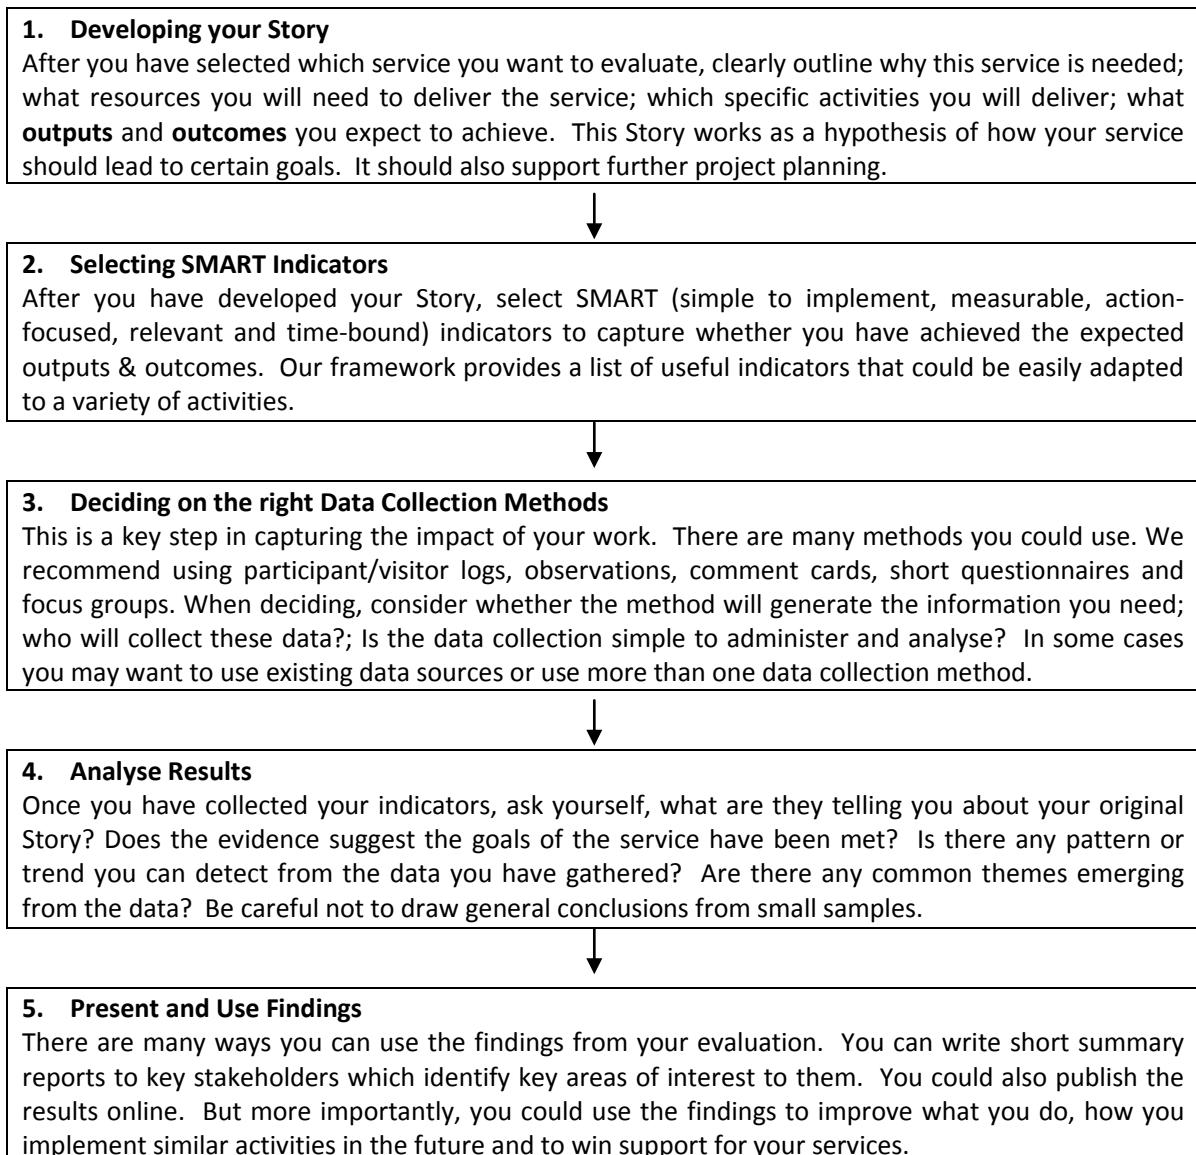 1. Developing your Story
After you have selected which service you want to evaluate, clearly outline why this service is needed;
what resources you will need to deliver the service; which specific activities you will deliver; what
outputs and outcomes you expect to achieve. This Story works as a hypothesis of how your service
should lead to certain goals. It should also support further project planning.
2. Selecting SMART Indicators
After you have developed your Story, select SMART (simple to implement, measurable, action-
focused, relevant and time-bound) indicators to capture whether you have achieved the expected
outputs & outcomes. Our framework provides a list of useful indicators that could be easily adapted
to a variety of activities.
3. Deciding on the right Data Collection Methods
This is a key step in capturing the impact of your work. There are many methods you could use. We
recommend using participant/visitor logs, observations, comment cards, short questionnaires and
focus groups. When deciding, consider whether the method will generate the information you need;
who will collect these data?; Is the data collection simple to administer and analyse? In some cases
you may want to use existing data sources or use more than one data collection method.
4. Analyse Results
Once you have collected your indicators, ask yourself, what are they telling you about your original
Story? Does the evidence suggest the goals of the service have been met? Is there any pattern or
trend you can detect from the data you have gathered? Are there any common themes emerging
from the data? Be careful not to draw general conclusions from small samples.
5. Present and Use Findings
There are many ways you can use the findings from your evaluation. You can write short summary
reports to key stakeholders which identify key areas of interest to them. You could also publish the
results online. But more importantly, you could use the findings to improve what you do, how you
implement similar activities in the future and to win support for your services.